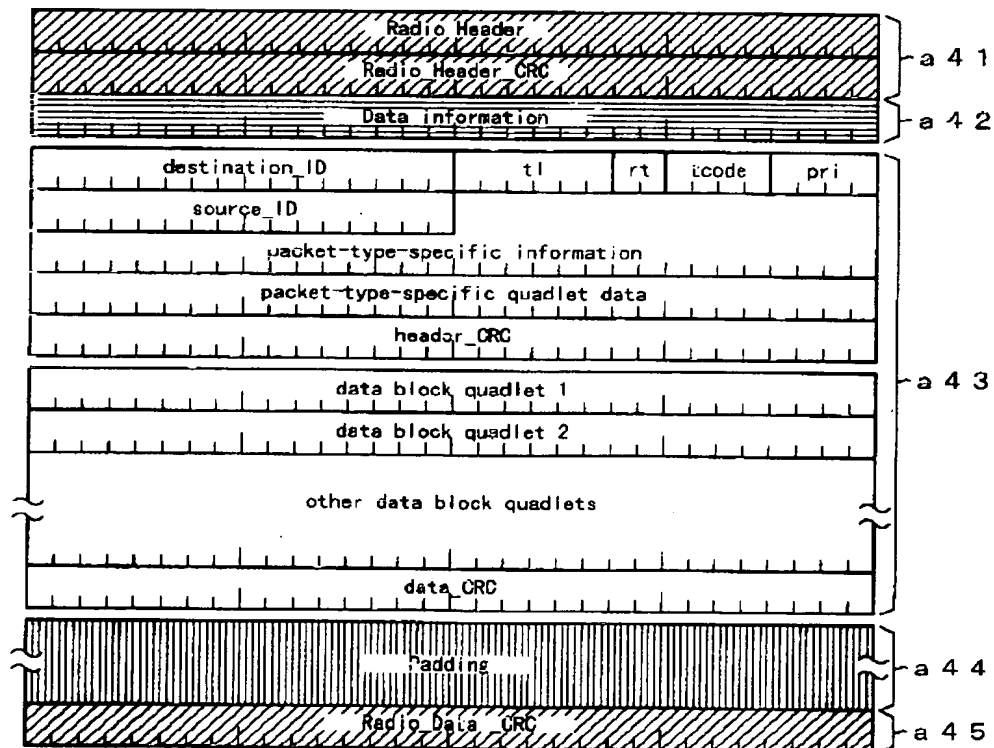 Radio Header
Radio_Header_CRC
a 4 1
Data information
a 4 2
destination_ID tl rt tcode pri
source_ID
packet-type-specific information
packet-type-specific quadlet data
header_CRC
data block quadlet 1
a 4 3
data block quadlet 2
other data block quadlets
data_CRC
Padding
a 4 4
Radio_Data_CRC
a 4 5